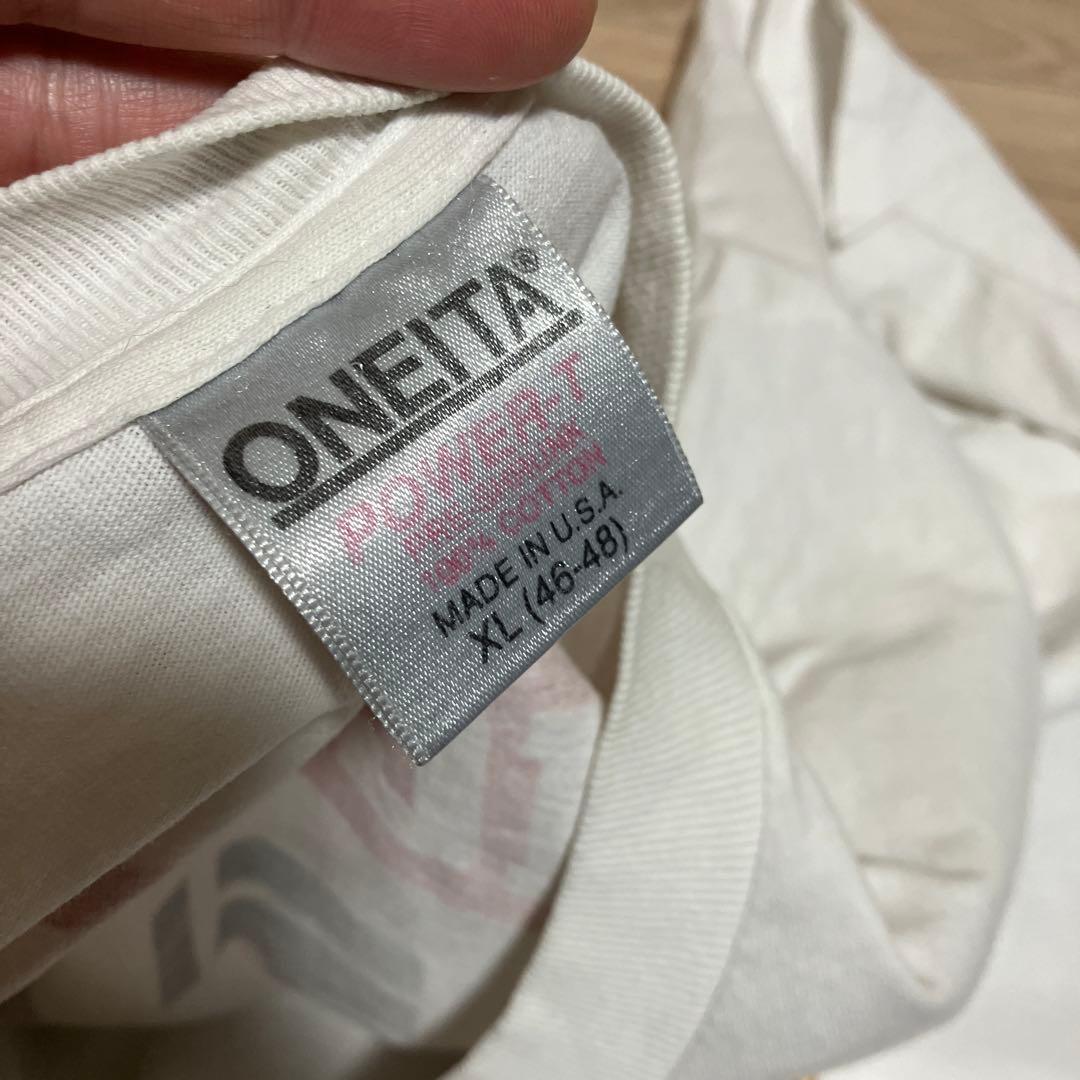 ONEITA®
POWER-T
PRE-SHRUNK
100% COTTON
MADE IN U.S.A.
XL (46-48)